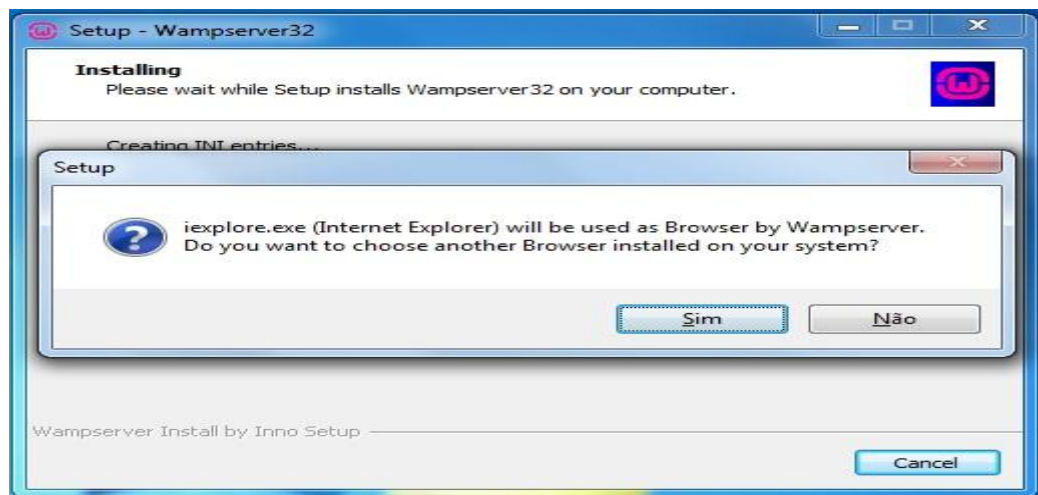 Setup - Wampserver32
Installing
Please wait while Setup installs Wampserver32 on your computer.
Creating INI entries...
Setup
iexplore.exe (Internet Explorer) will be used as Browser by Wampserver.
Do you want to choose another Browser installed on your system?
Sim Não
Wampserver Install by Inno Setup
Cancel